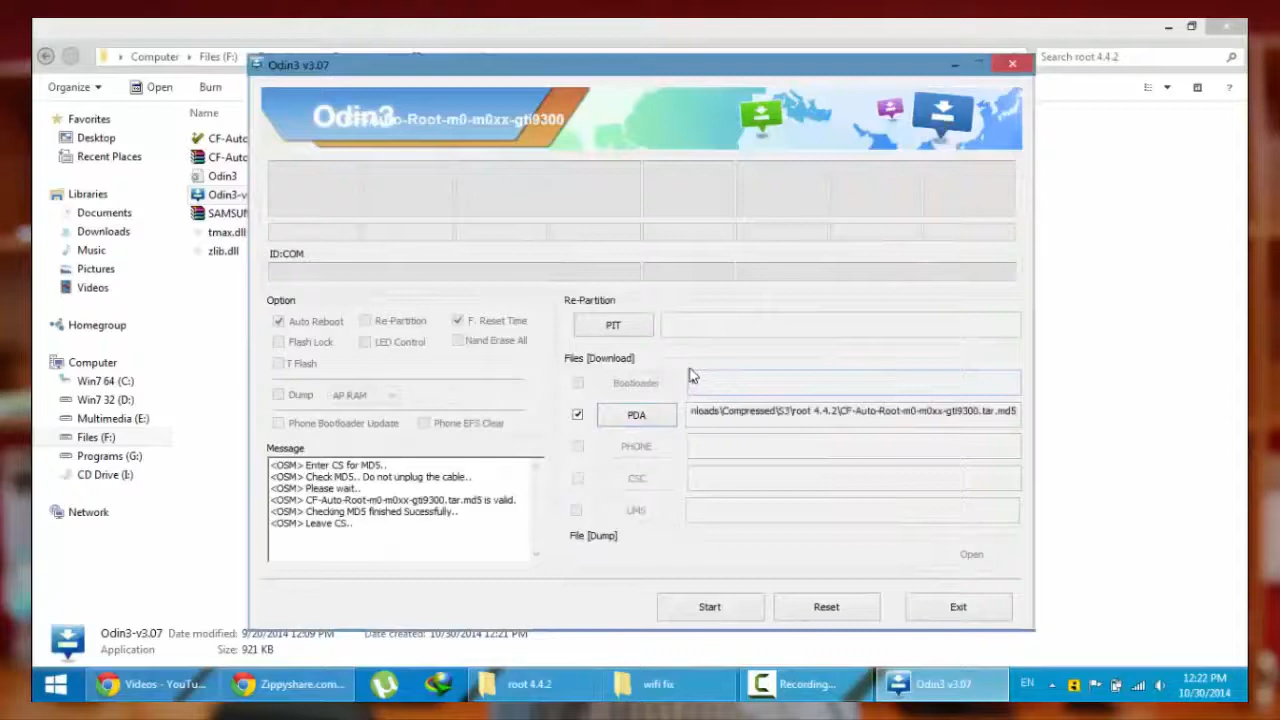 Computer
Files (F:)
Search root 4.4.2
Organize
Open
Burn
Favorites
Desktop
Recent Places
Libraries
Documents
Downloads
Music
Pictures
Videos
Homegroup
Computer
Win7 64 (C:)
Win7 32 (D:)
Multimedia (E:)
Files (F:)
Programs (G:)
CD Drive (I:)
Network
Name
CF-Auto
CF-Auto
Odin3
Odin3-v
SAMSUN
tmax.dll
zlib.dll
Odin3 v3.07
Odin3
-Auto-Root-m0-m0xx-gti9300
ID:COM
Option
Auto Reboot
Re-Partition
F. Reset Time
Flash Lock
LED Control
Nand Erase All
T Flash
Dump
AP RAM
Phone Bootloader Update
Phone EFS Clear
Message
<OSM> Enter CS for MD5..
<OSM> Check MD5.. Do not unplug the cable..
<OSM> Please wait..
<OSM> CF-Auto-Root-m0-m0xx-gti9300.tar.md5 is valid.
<OSM> Checking MD5 finished Sucessfully..
<OSM> Leave CS..
Re-Partition
PIT
Files [Download]
Bootloader
PDA
nloads\Compressed\S3\root 4.4.2\CF-Auto-Root-m0-m0xx-gti9300.tar.md5
PHONE
CSC
UMS
File [Dump]
Open
Start
Reset
Exit
Odin3-v3.07 Date modified: 9/20/2014 12:09 PM Date created: 10/30/2014 12:21 PM
Application Size: 921 KB
Videos - YouTu...
Zippyshare.com...
root 4.4.2
wifi fix
Recording...
Odin3 v3.07
EN
12:22 PM
10/30/2014